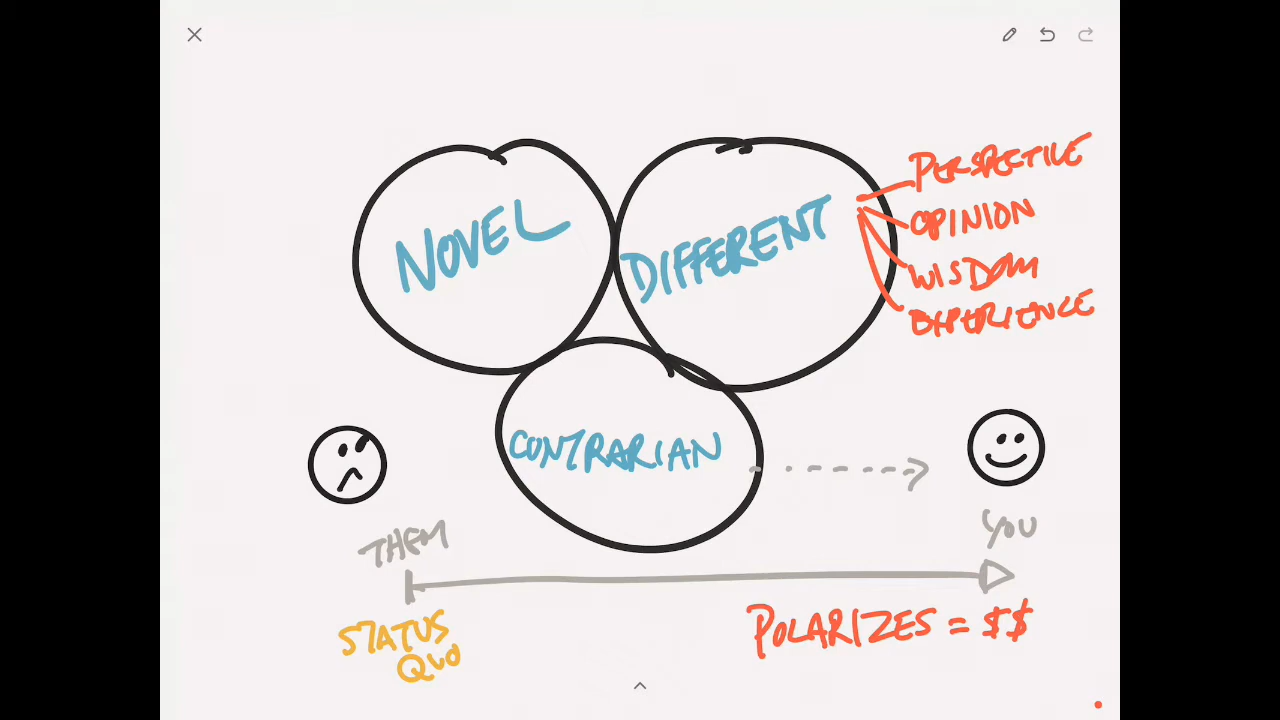 NOVEL
DIFFERENT
PERSPECTIVE
OPINION
WISDOM
EXPERIENCE
CONTRARIAN
THEM
YOU
STATUS
QUO
POLARIZES = $$